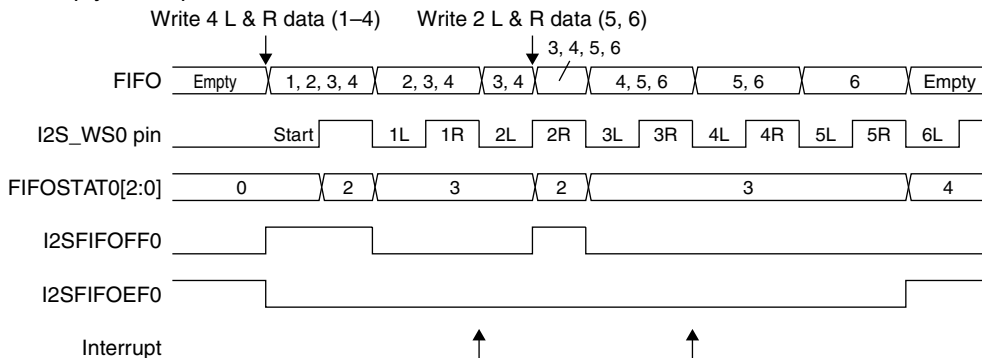 Write 4 L & R data (1–4) Write 2 L & R data (5, 6)
3, 4, 5, 6
FIFO Empty 1, 2, 3, 4 2, 3, 4 3, 4 4, 5, 6 5, 6 6 Empty
I2S_WS0 pin Start 1L 1R 2L 2R 3L 3R 4L 4R 5L 5R 6L
FIFOSTAT0[2:0] 0 2 3 2 3 4
I2SFIFOFF0
I2SFIFOEF0
Interrupt